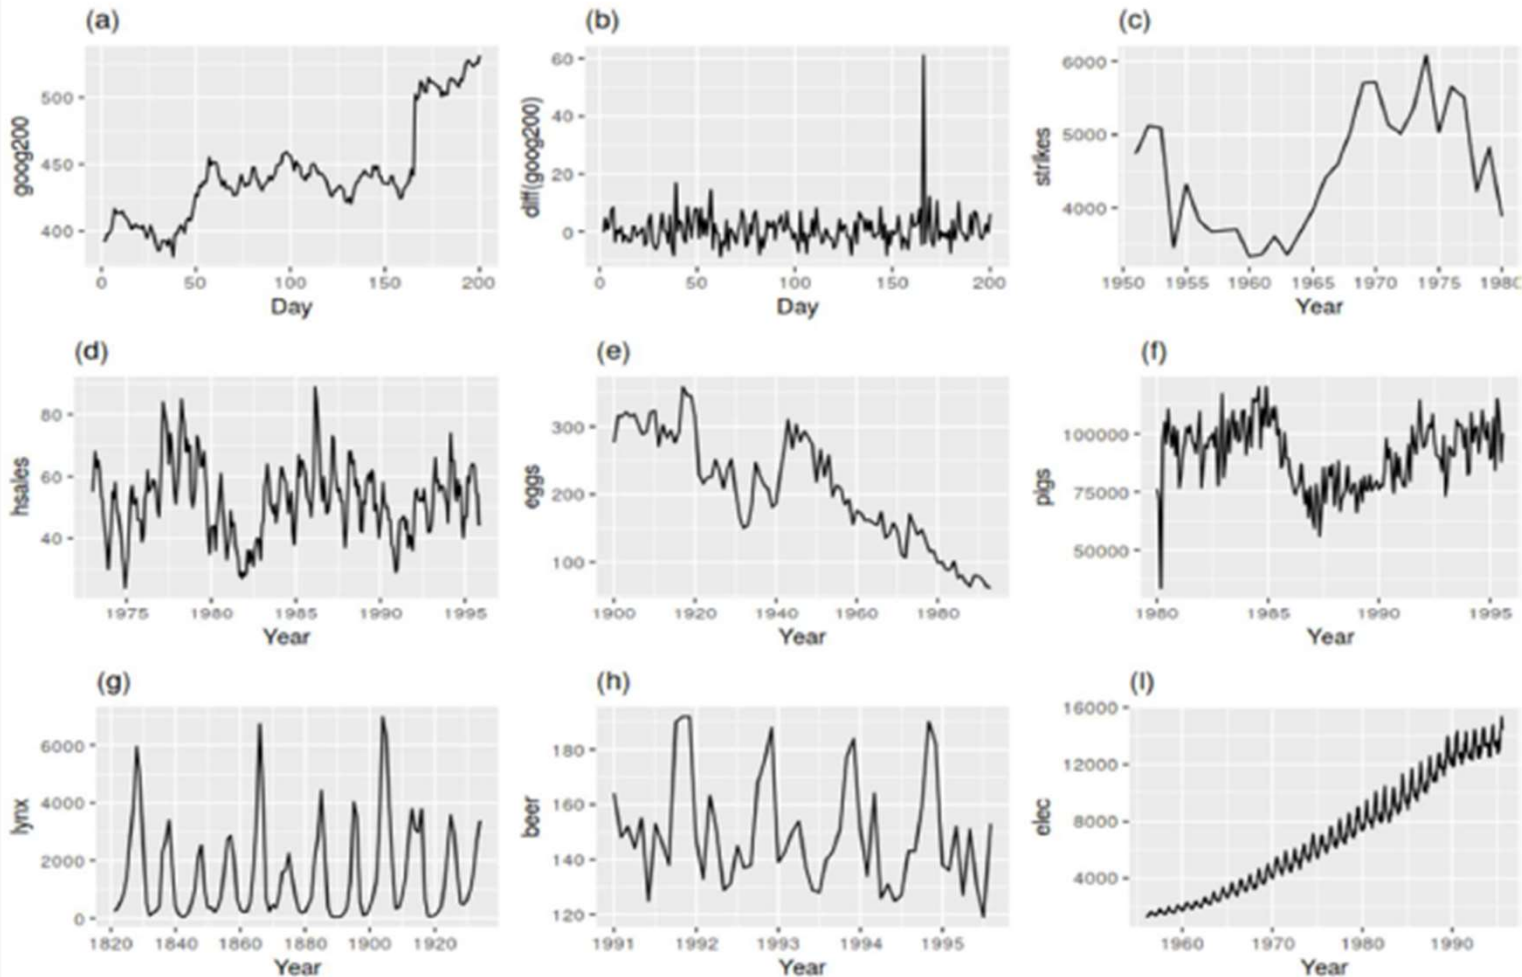 (a) (b) (c)
goog200
500
450
400
0 50 100 150 200
Day
diff(goog200)
60
40
20
0
0 50 100 150 200
Day
strikes
6000
5000
4000
1950 1955 1960 1965 1970 1975 1980
Year
(d) (e) (f)
hsales
80
60
40
1975 1980 1985 1990 1995
Year
eggs
300
200
100
1900 1920 1940 1960 1980
Year
pigs
100000
75000
50000
1980 1985 1990 1995
Year
(g) (h) (I)
lynx
6000
4000
2000
0
1820 1840 1860 1880 1900 1920
Year
beer
180
160
140
120
1991 1992 1993 1994 1995
Year
elec
16000
12000
8000
4000
1960 1970 1980 1990
Year